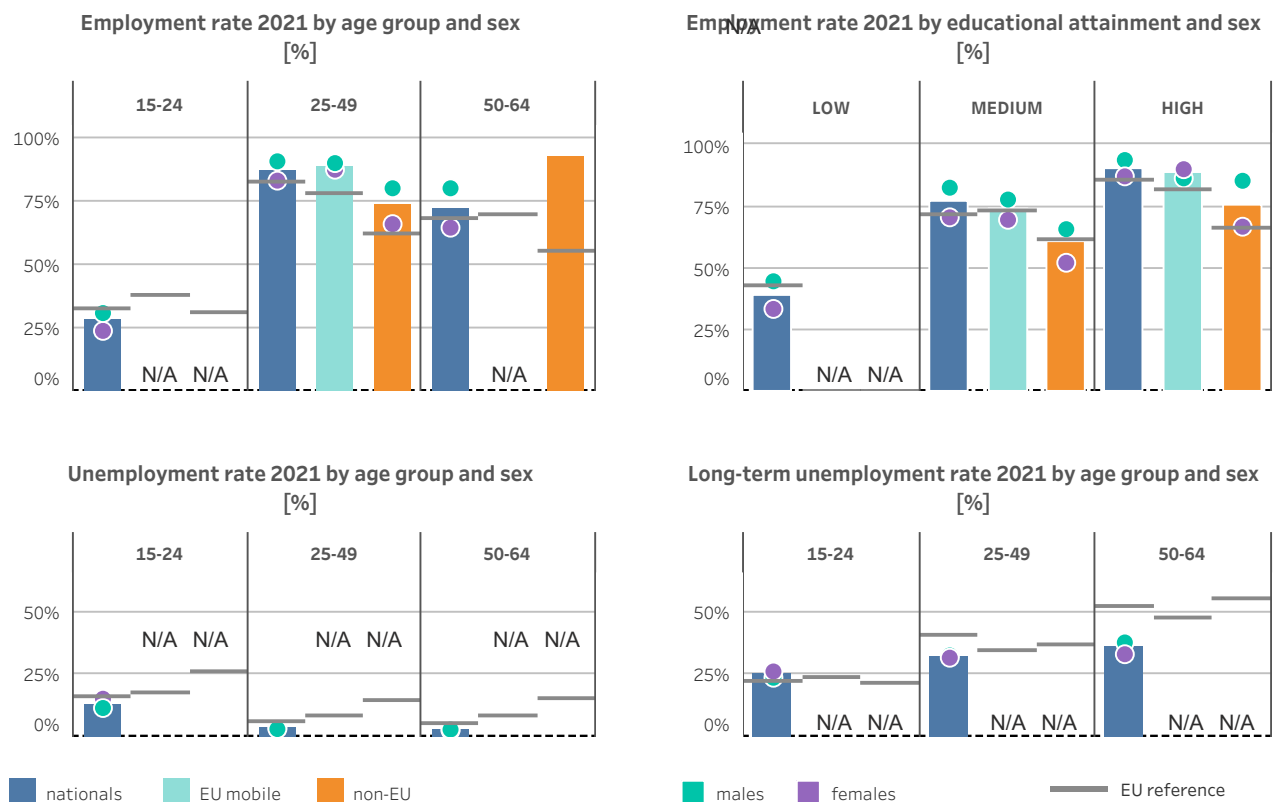 Employment rate 2021 by age group and sex
[%]
15-24
25-49
50-64
100%
75%
50%
25%
0%
N/A N/A
N/A
Employment rate 2021 by educational attainment and sex
N/A
[%]
LOW
MEDIUM
HIGH
100%
75%
50%
25%
0%
N/A N/A
Unemployment rate 2021 by age group and sex
[%]
15-24
25-49
50-64
50%
N/A N/A
N/A N/A
N/A N/A
25%
0%
Long-term unemployment rate 2021 by age group and sex
[%]
15-24
25-49
50-64
50%
25%
0%
N/A N/A
N/A N/A
N/A N/A
nationals
EU mobile
non-EU
males
females
EU reference